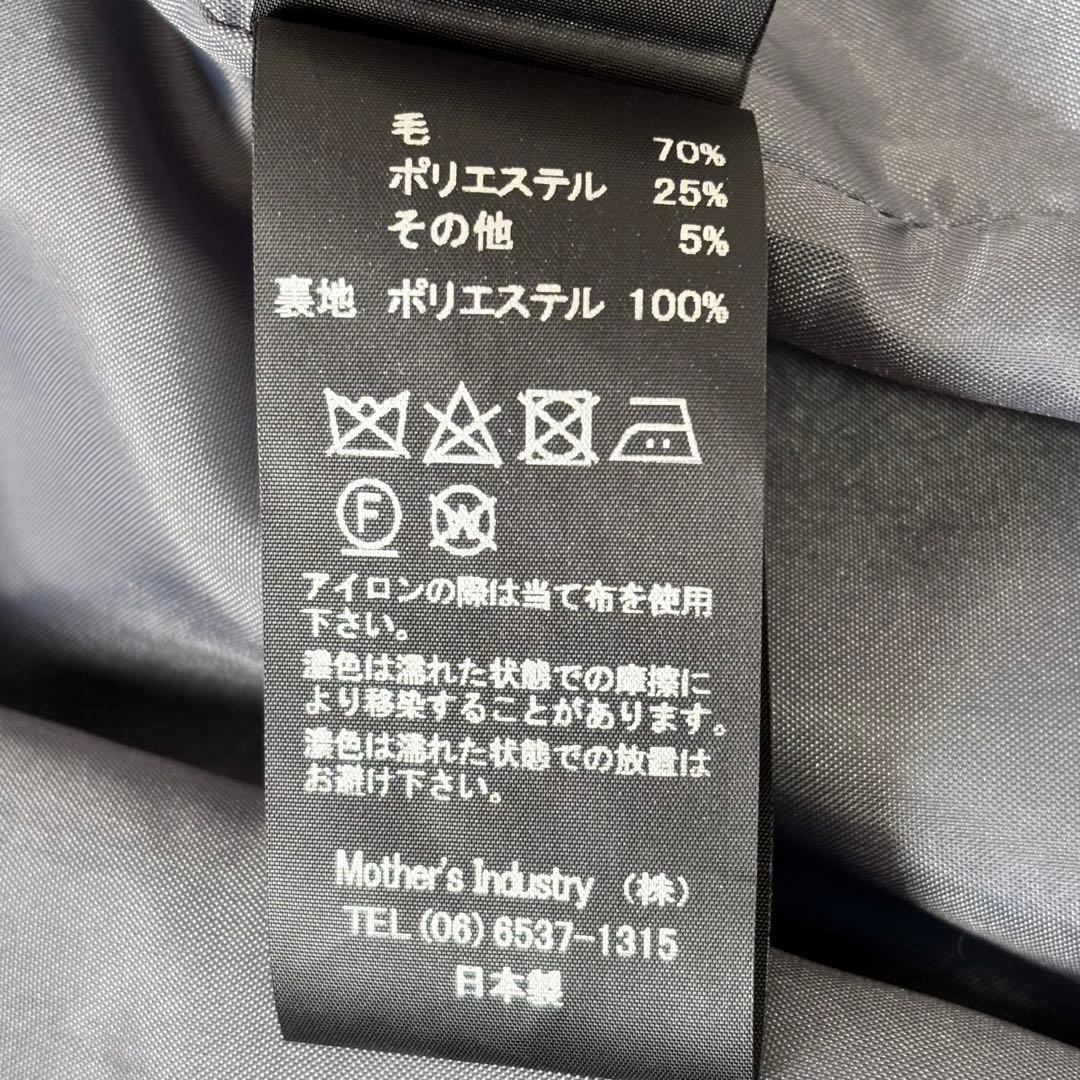 毛 70%
ポリエステル 25%
その他 5%
裏地 ポリエステル 100%
F W
アイロンの際は当て布を使用
下さい。
濃色は濡れた状態での摩擦に
より移染することがあります。
濃色は濡れた状態での放置は
お避け下さい。
Mother's Industry (株)
TEL (06) 6537-1315
日本製